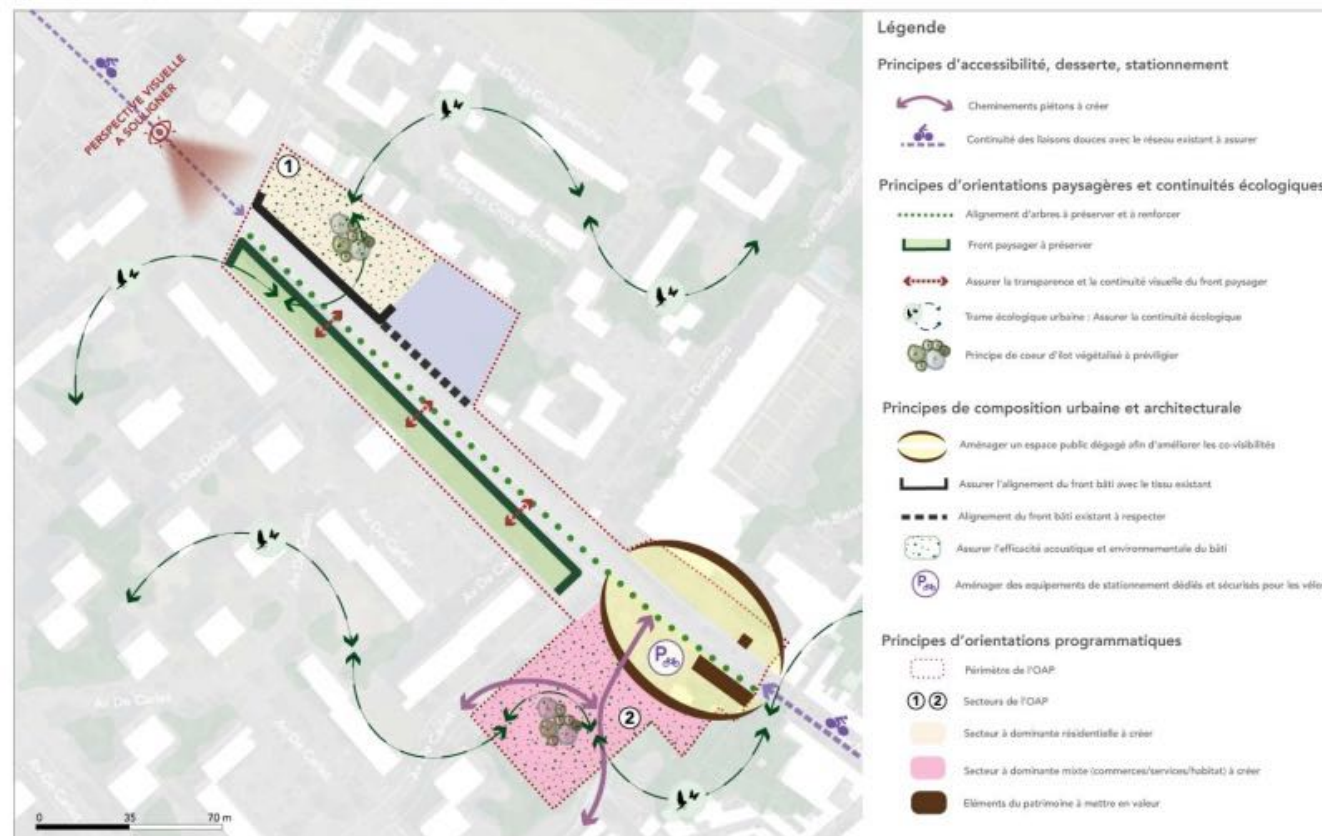 PERSPECTIVE VISUELLE
A SOULIGNER
1
2
P
0 35 70 m
Légende
Principes d'accessibilité, desserte, stationnement
Cheminements piétons à créer
Continuité des liaisons douces avec le réseau existant à assurer
Principes d'orientations paysagères et continuités écologiques
Alignement d'arbres à préserver et à renforcer
Front paysager à préserver
Assurer la transparence et la continuité visuelle du front paysager
Trame écologique urbaine : Assurer la continuité écologique
Principe de coeur d'îlot végétalisé à préviligier
Principes de composition urbaine et architecturale
Aménager un espace public dégagé afin d'améliorer les co-visibilités
Assurer l'alignement du front bâti avec le tissu existant
Alignement du front bâti existant à respecter
Assurer l'efficacité acoustique et environnementale du bâti
P
Aménager des equipements de stationnement dédiés et sécurisés pour les vélo
Principes d'orientations programmatiques
Périmètre de l'OAP
1 2 Secteurs de l'OAP
Secteur à dominante résidentielle à créer
Secteur à dominante mixte (commerces/services/habitat) à créer
Eléments du patrimoine à mettre en valeur